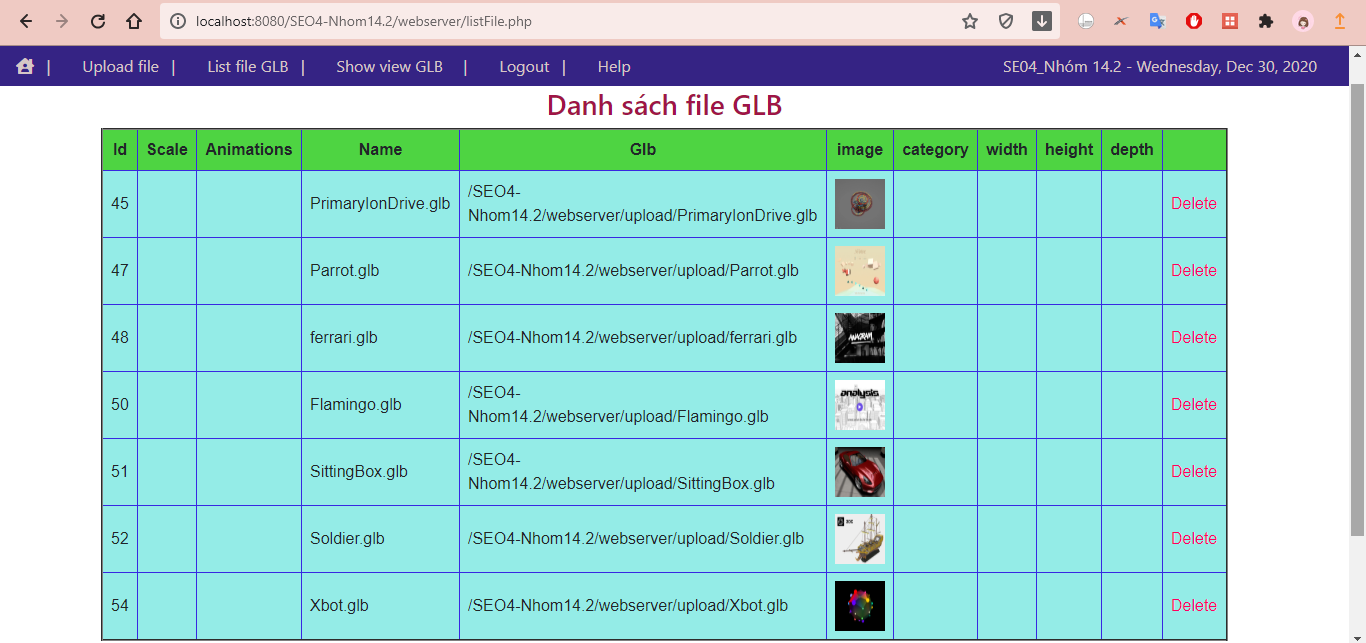 localhost:8080/SEO4-Nhom14.2/webserver/listFile.php
| Upload file | List file GLB | Show view GLB | Logout | Help SE04_Nhóm 14.2 - Wednesday, Dec 30, 2020
Danh sách file GLB
Id Scale Animations Name Glb image category width height depth
45 PrimaryIonDrive.glb /SEO4-
Nhom14.2/webserver/upload/PrimaryIonDrive.glb Delete
47 Parrot.glb /SEO4-Nhom14.2/webserver/upload/Parrot.glb Delete
48 ferrari.glb /SEO4-Nhom14.2/webserver/upload/ferrari.glb Delete
50 Flamingo.glb /SEO4-
Nhom14.2/webserver/upload/Flamingo.glb analysis Delete
51 SittingBox.glb /SEO4-
Nhom14.2/webserver/upload/SittingBox.glb Delete
52 Soldier.glb /SEO4-Nhom14.2/webserver/upload/Soldier.glb Delete
54 Xbot.glb /SEO4-Nhom14.2/webserver/upload/Xbot.glb Delete